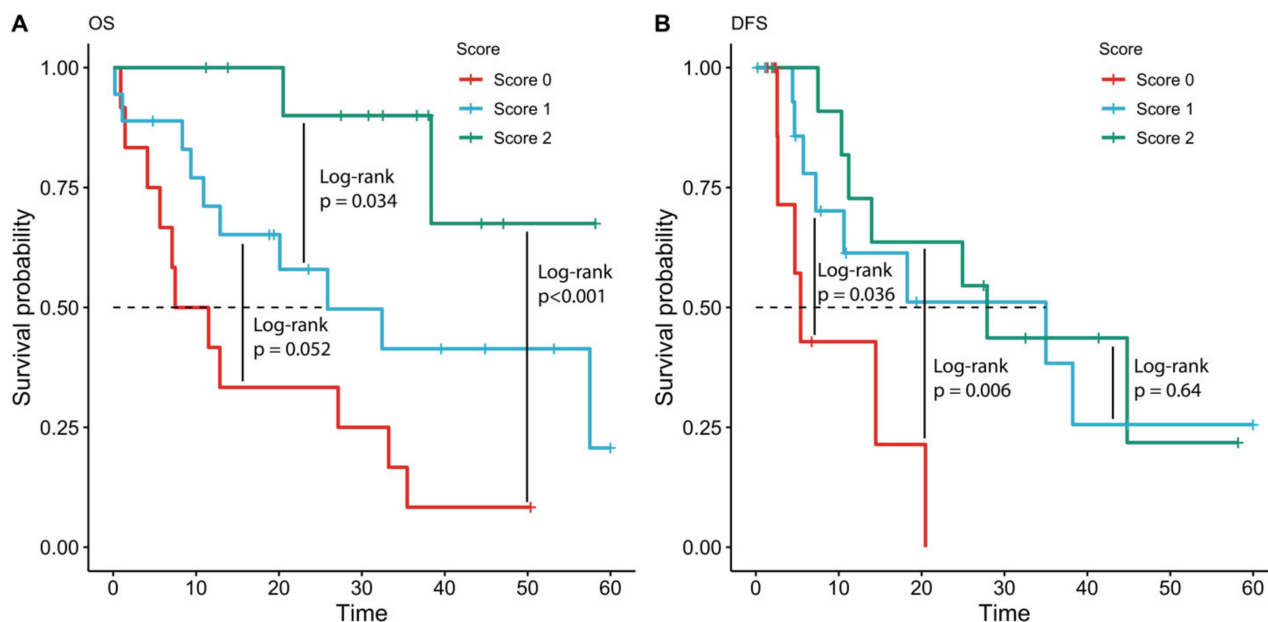 A
OS
Score
Score 0
Score 1
Score 2
1.00
0.75
0.50
0.25
0.00
Survival probability
Log-rank
p = 0.034
Log-rank
p<0.001
Log-rank
p = 0.052
0 10 20 30 40 50 60
Time
B
DFS
Score
Score 0
Score 1
Score 2
1.00
0.75
0.50
0.25
0.00
Survival probability
Log-rank
p = 0.036
Log-rank
p = 0.006
Log-rank
p = 0.64
0 10 20 30 40 50 60
Time